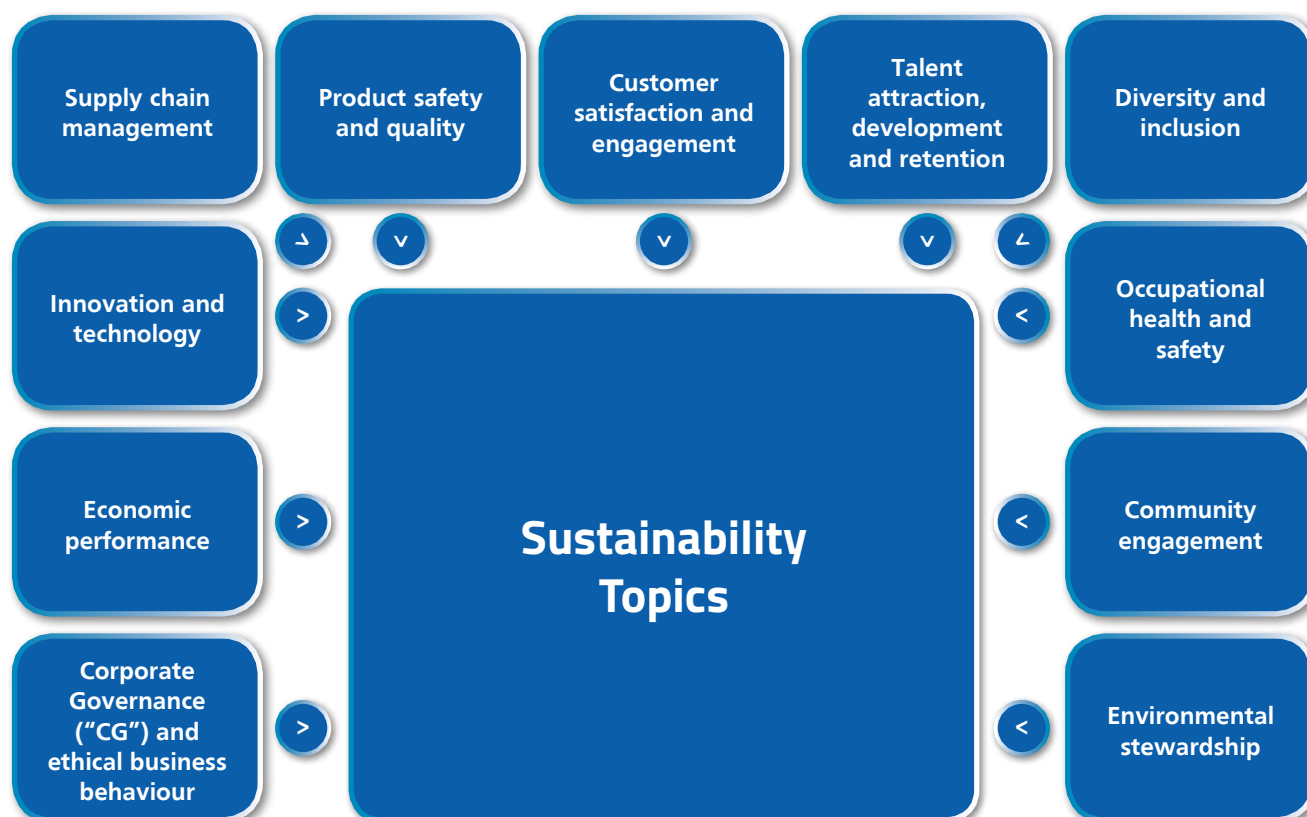 Supply chain
management
Product safety
and quality
Customer
satisfaction and
engagement
Talent
attraction,
development
and retention
Diversity and
inclusion
Innovation and
technology
Occupational
health and
safety
Economic
performance
Sustainability
Topics
Community
engagement
Corporate
Governance
(“CG”) and
ethical business
behaviour
Environmental
stewardship